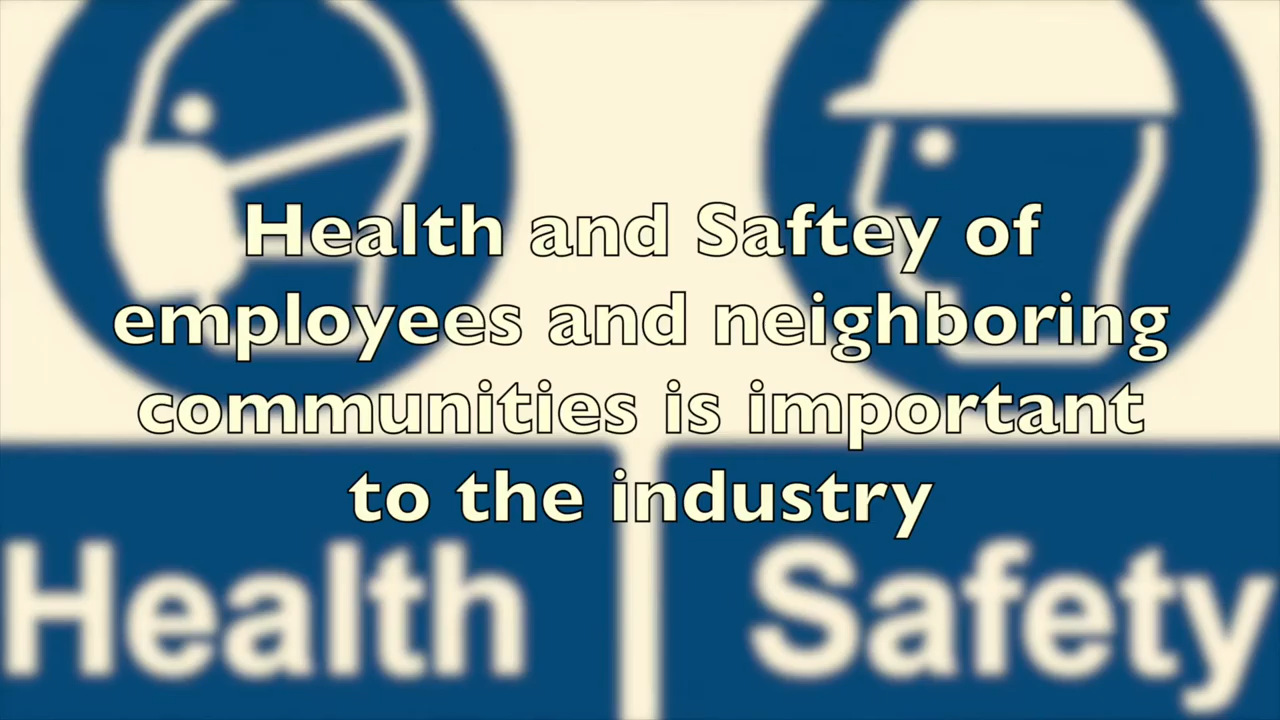 Health and Saftey of
employees and neighboring
communities is important
to the industry
Health
Safety